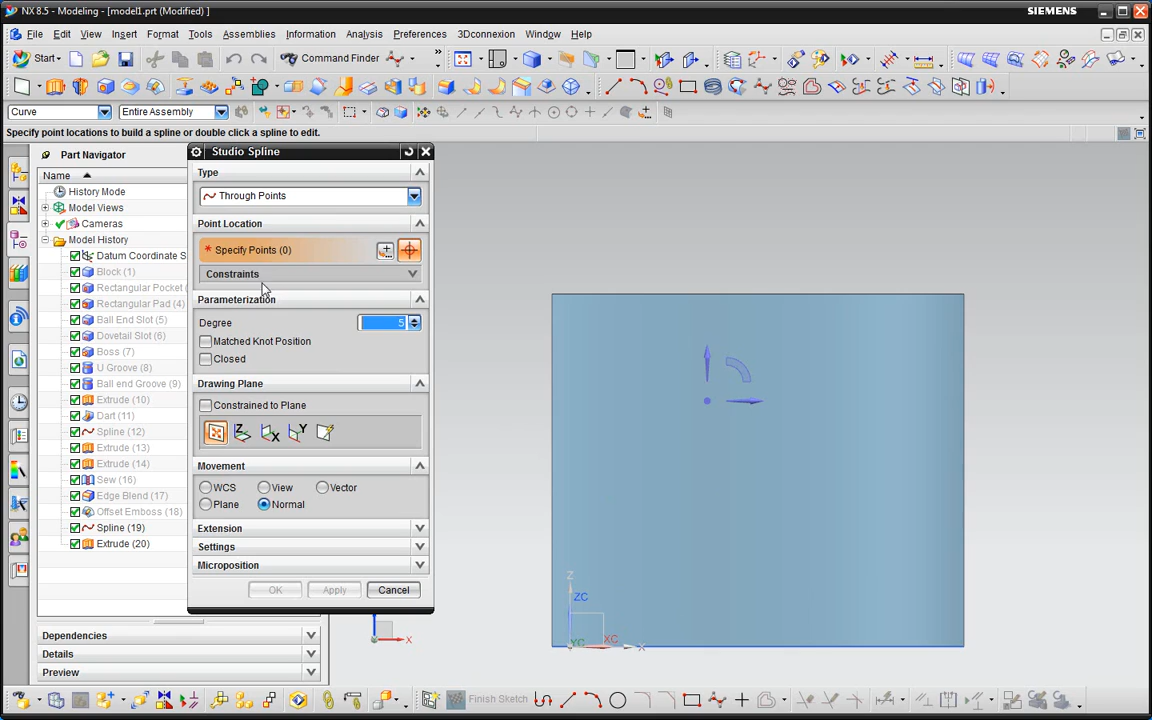 NX 8.5 - Modeling - [model1.prt (Modified) ]
SIEMENS
File Edit View Insert Format Tools Assemblies Information Analysis Preferences 3Dconnexion Window Help
Start Command Finder
Curve Entire Assembly
Specify point locations to build a spline or double click a spline to edit.
Part Navigator
Name
History Mode
Model Views
Cameras
Model History
Datum Coordinate S
Block (1)
Rectangular Pocket (
Rectangular Pad (4)
Ball End Slot (5)
Dovetail Slot (6)
Boss (7)
U Groove (8)
Ball end Groove (9)
Extrude (10)
Dart (11)
Spline (12)
Extrude (13)
Extrude (14)
Sew (16)
Edge Blend (17)
Offset Emboss (18)
Spline (19)
Extrude (20)
Dependencies
Details
Preview
Studio Spline
Type
Through Points
Point Location
* Specify Points (0)
Constraints
Parameterization
Degree 5
Matched Knot Position
Closed
Drawing Plane
Constrained to Plane
Z X Y
Movement
WCS View Vector
Plane Normal
Extension
Settings
Microposition
OK Apply Cancel
Z
ZC
YC XC X
X
Finish Sketch